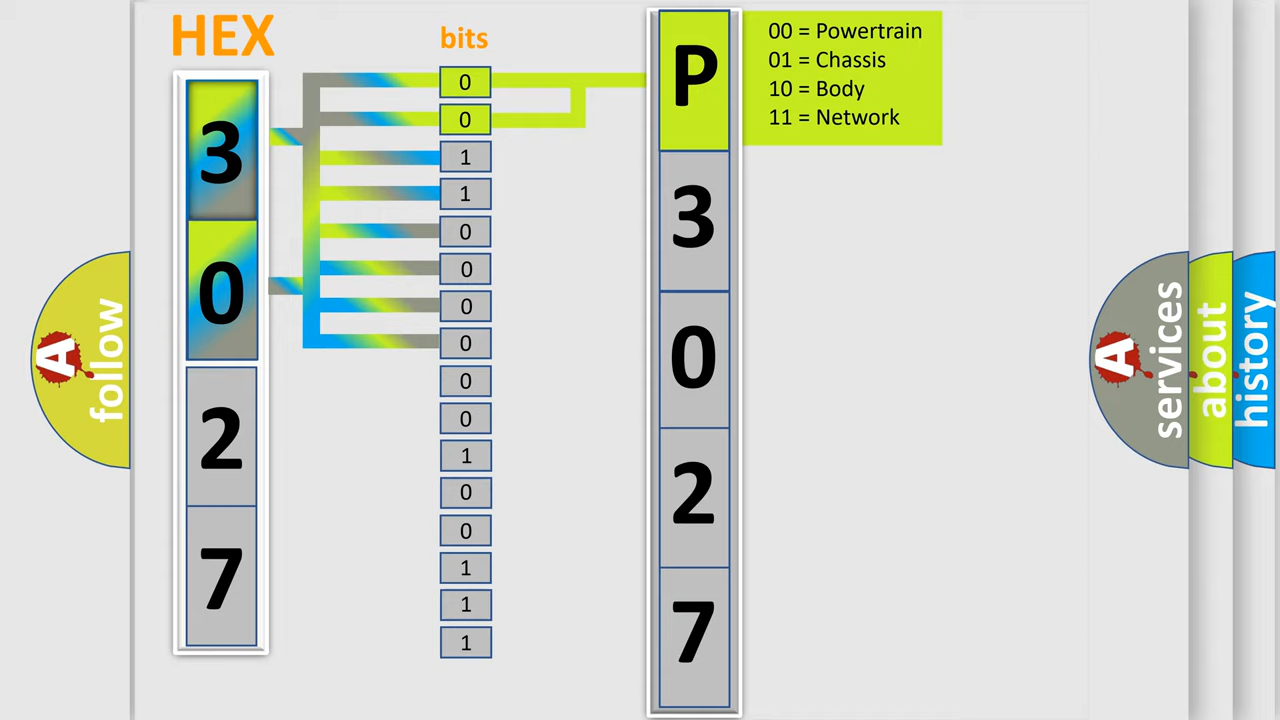 HEX
bits
3
0
2
7
0
0
1
1
0
0
0
0
0
0
1
0
0
1
1
1
P
3
0
2
7
00 = Powertrain
01 = Chassis
10 = Body
11 = Network
A
follow
A
services
about
history